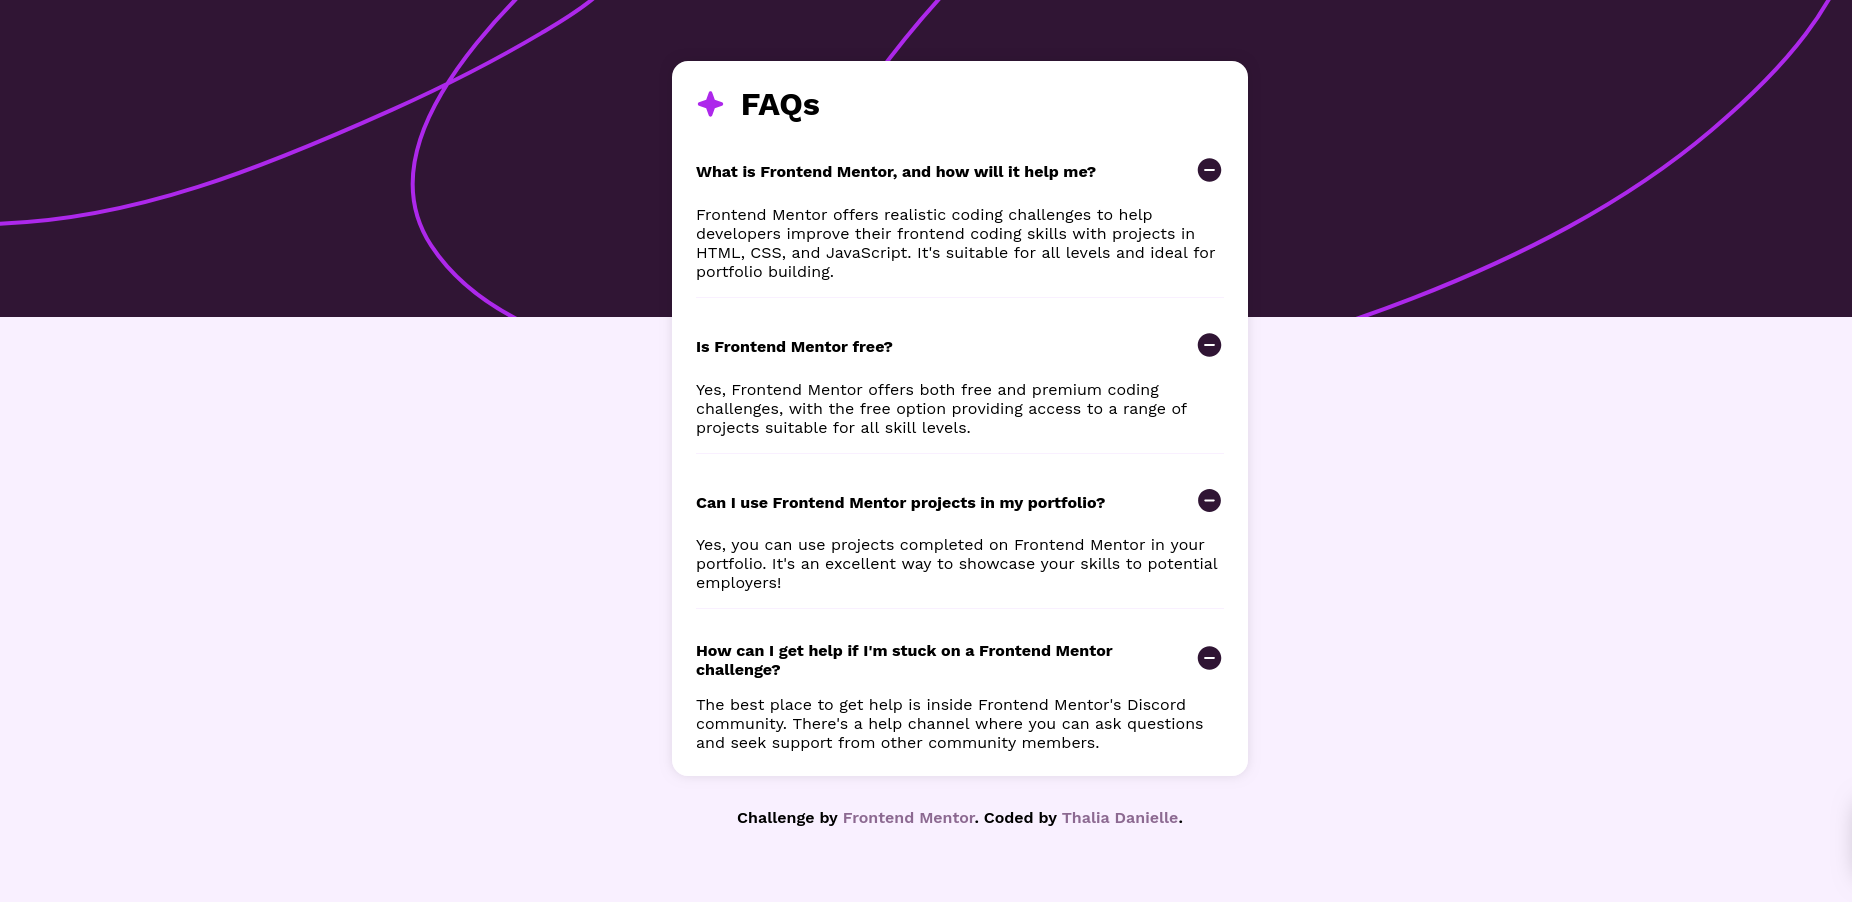 FAQs
What is Frontend Mentor, and how will it help me?
Frontend Mentor offers realistic coding challenges to help
developers improve their frontend coding skills with projects in
HTML, CSS, and JavaScript. It's suitable for all levels and ideal for
portfolio building.
Is Frontend Mentor free?
Yes, Frontend Mentor offers both free and premium coding
challenges, with the free option providing access to a range of
projects suitable for all skill levels.
Can I use Frontend Mentor projects in my portfolio?
Yes, you can use projects completed on Frontend Mentor in your
portfolio. It's an excellent way to showcase your skills to potential
employers!
How can I get help if I'm stuck on a Frontend Mentor
challenge?
The best place to get help is inside Frontend Mentor's Discord
community. There's a help channel where you can ask questions
and seek support from other community members.
Challenge by Frontend Mentor. Coded by Thalia Danielle.